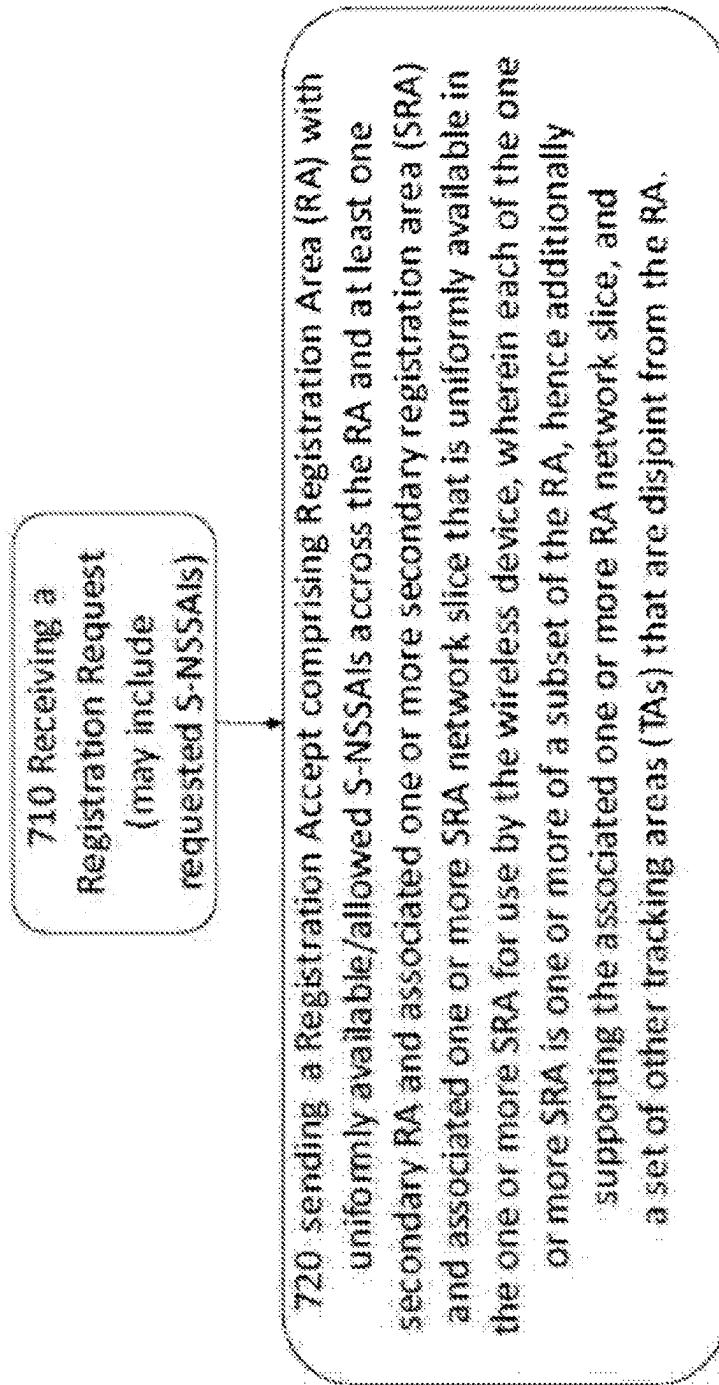 710 Receiving a
Registration Request
(may include
requested S-NSSAIs)
720 sending a Registration Accept comprising Registration Area (RA) with
uniformly available/allowed S-NSSAIs accross the RA and at least one
secondary RA and associated one or more secondary registration area (SRA)
and associated one or more SRA network slice that is uniformly available in
the one or more SRA for use by the wireless device, wherein each of the one
or more SRA is one or more of a subset of the RA, hence additionally
supporting the associated one or more RA network slice, and
a set of other tracking areas (TAs) that are disjoint from the RA.